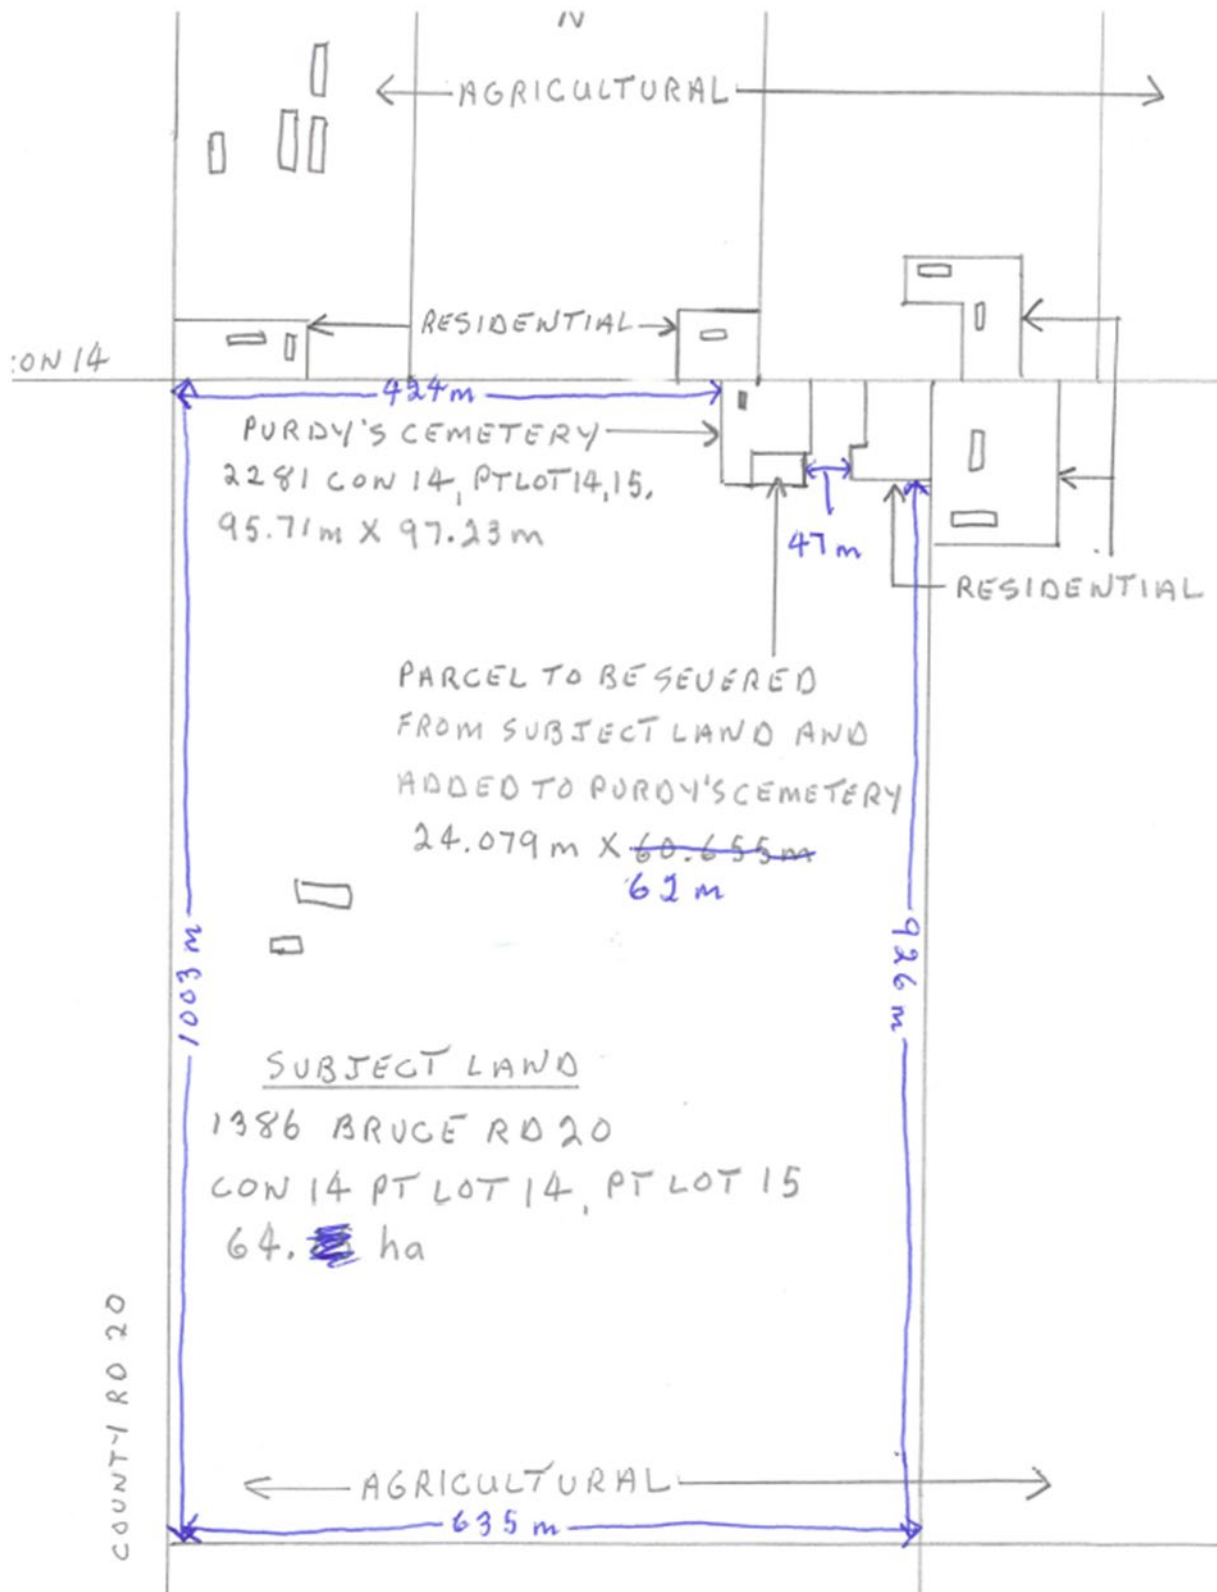 N
AGRICULTURAL
RESIDENTIAL
:ON 14
424m
PURDY'S CEMETERY
2281 CON 14, PT LOT 14, 15.
95.71m X 97.23m
47m
RESIDENTIAL
PARCEL TO BE SEVERED
FROM SUBJECT LAND AND
ADDED TO PURDY'S CEMETERY
24.079m X 60.655m
62m
1003 m
926 m
SUBJECT LAND
1386 BRUCE RD 20
CON 14 PT LOT 14, PT LOT 15
64. ha
COUNTY RD 20
AGRICULTURAL
635 m